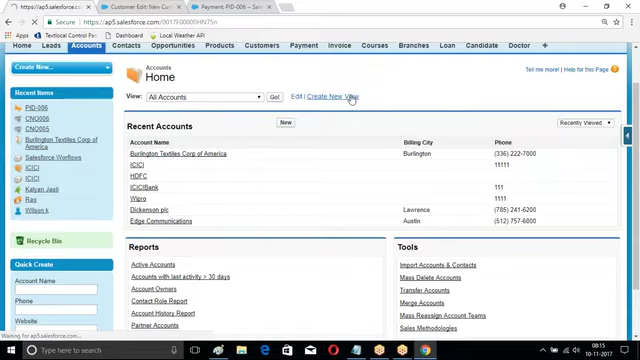 https://ap5.salesforce.com/0
Customer Edit: New Cust
Payment: PID-006 ~ Sale
Secure
https://ap5.salesforce.com/0017F00000HN75n
Apps
Textlocal Control Pan
Dashboard
Local Weather API
Home Leads Accounts Contacts Opportunities Products Customers Payment Invoice Courses Branches Loan Candidate Doctor +
Create New...
Accounts
Home
Tell me more! | Help for this Page
View: All Accounts Go! Edit | Create New View
Recent Items
PID-006
CNO006
CNO005
Burlington Textiles Corp of
America
Salesforce Worflows
ICICI
ICICI
Kalyan Jasti
Rao
Wilson k
Recycle Bin
Quick Create
Account Name
Phone
Website
Recent Accounts New Recently Viewed
Account Name Billing City Phone
Burlington Textiles Corp of America Burlington (336) 222-7000
ICICI 11111
HDFC
ICICIBank 111
Wipro 1111
Dickenson plc Lawrence (785) 241-6200
Edge Communications Austin (512) 757-6000
Reports
Active Accounts
Accounts with last activity > 30 days
Account Owners
Contact Role Report
Account History Report
Partner Accounts
Tools
Import Accounts & Contacts
Mass Delete Accounts
Transfer Accounts
Merge Accounts
Mass Reassign Account Teams
Sales Methodologies
Waiting for ap5.salesforce.com...
Type here to search
08:15
10-11-2017